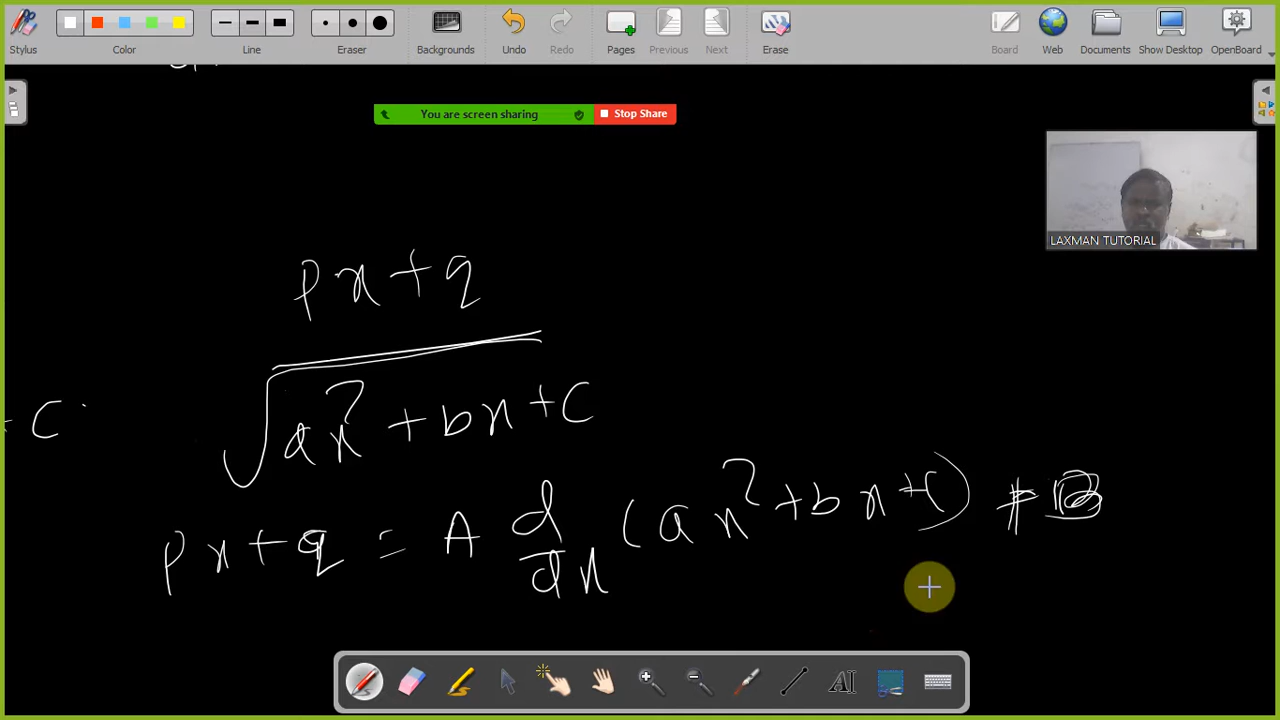 Stylus Color Line Eraser Backgrounds Undo Redo Pages Previous Next Erase Board Web Documents Show Desktop OpenBoard
You are screen sharing Stop Share
LAXMAN TUTORIAL
px+q
√ax²+bx+c
+ C
px+q = A d/dx (ax²+bx+c) + B